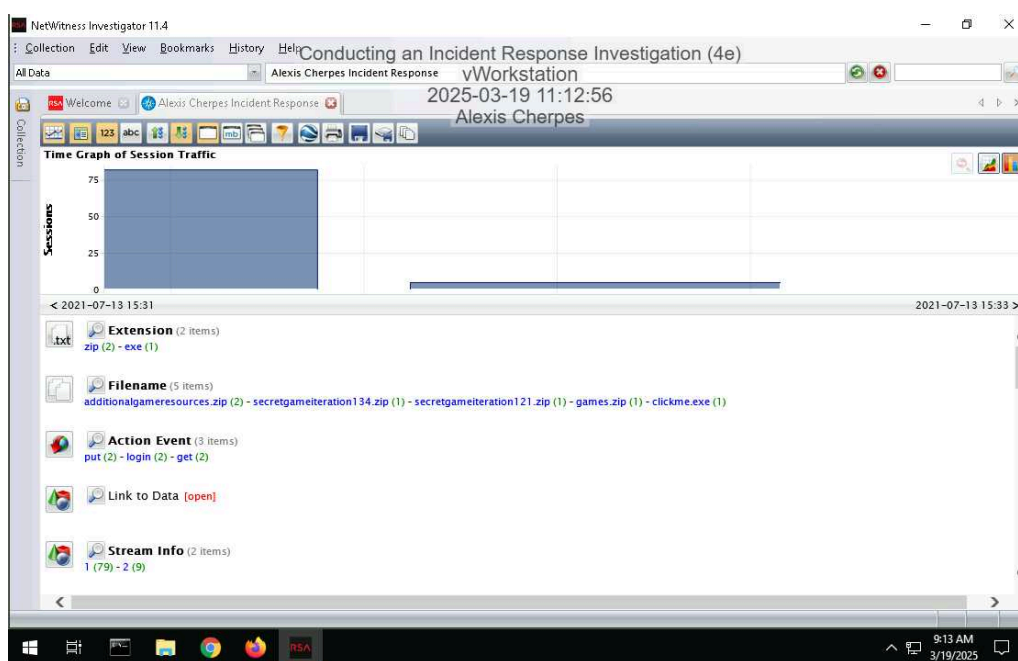 NetWitness Investigator 11.4
Collection Edit View Bookmarks History Help
Conducting an Incident Response Investigation (4e)
All Data
Alexis Cherpes Incident Response
vWorkstation
2025-03-19 11:12:56
Alexis Cherpes
Welcome
Alexis Cherpes Incident Response
Collection
123 abc mb
Time Graph of Session Traffic
Sessions
75
50
25
0
< 2021-07-13 15:31
2021-07-13 15:33 >
.txt
Extension (2 items)
zip (2) - exe (1)
Filename (5 items)
additionalgameresources.zip (2) - secretgameiteration134.zip (1) - secretgameiteration121.zip (1) - games.zip (1) - clickme.exe (1)
Action Event (3 items)
put (2) - login (2) - get (2)
Link to Data [open]
Stream Info (2 items)
1 (79) - 2 (9)
RSA
9:13 AM
3/19/2025